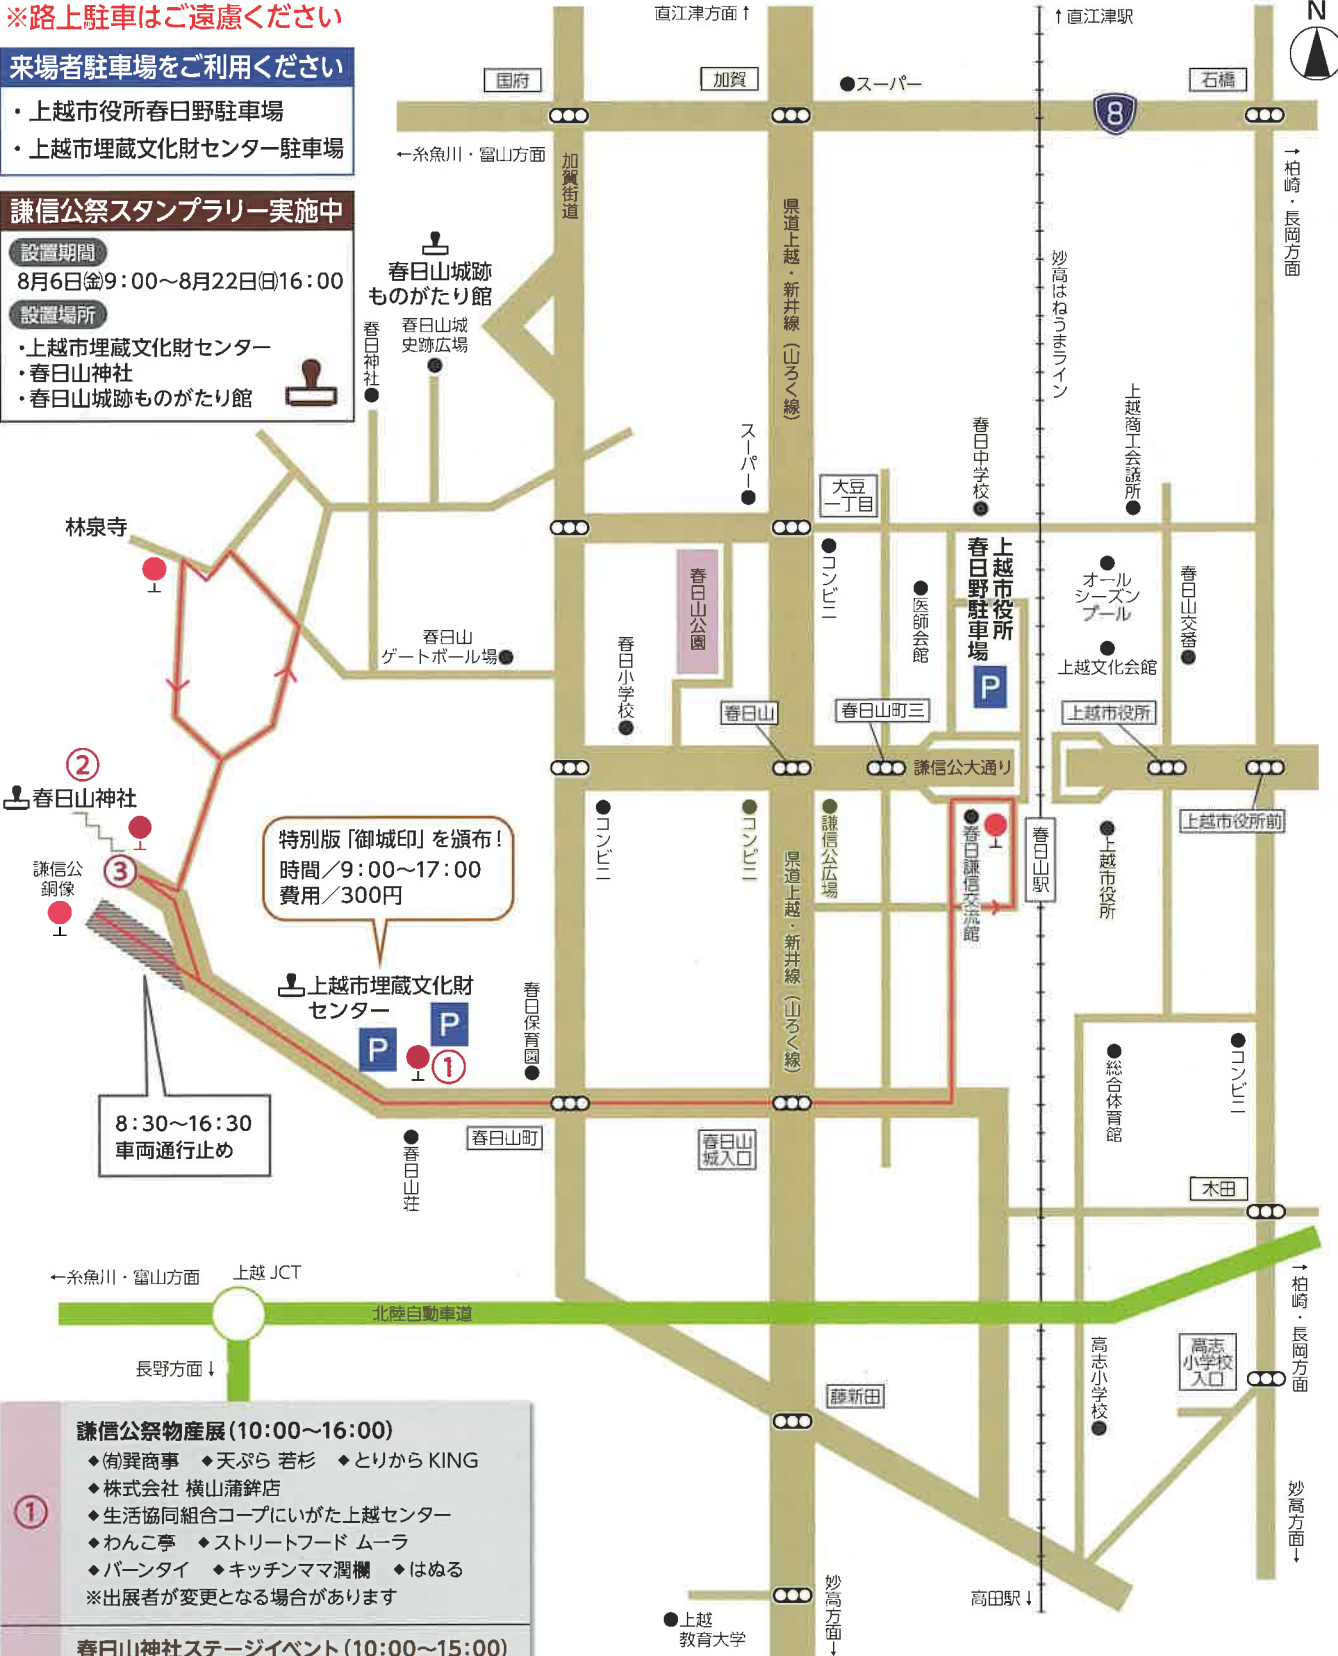 ※路上駐車はご遠慮ください
来場者駐車場をご利用ください
・上越市役所春日野駐車場
・上越市埋蔵文化財センター駐車場
謙信公祭スタンプラリー実施中
設置期間
8月6日㈮9：00～8月22日㈰16：00
設置場所
・上越市埋蔵文化財センター
・春日山神社
・春日山城跡ものがたり館
直江津方面↑
↑直江津駅
N
国府
加賀
●スーパー
石橋
8
←糸魚川・富山方面
加賀街道
県道上越・新井線（山ろく線）
妙高はねうまライン
→柏崎・長岡方面
春日山城跡
ものがたり館
春日神社
春日山城
史跡広場
スーパー
大豆
一丁目
春日中学校
上越商工会議所
林泉寺
春日山公園
コンビニ
医師会館
上越市役所
春日野駐車場
P
オール
シーズン
プール
上越文化会館
春日山交番
春日山
ゲートボール場
春日小学校
春日山
春日山町三
上越市役所
謙信公大通り
上越市役所前
②
春日山神社
③
謙信公
銅像
特別版「御城印」を頒布！
時間／9：00～17：00
費用／300円
コンビニ
コンビニ
謙信公広場
県道上越・新井線（山ろく線）
春日謙信交流館
春日山駅
上越市役所
上越市埋蔵文化財
センター
P
P
①
春日保育園
8：30～16：30
車両通行止め
春日山荘
春日山町
春日山
城入口
総合体育館
コンビニ
木田
←糸魚川・富山方面
上越 JCT
北陸自動車道
長野方面↓
→柏崎・長岡方面
高志小学校
高志
小学校
入口
藤新田
妙高方面→
高田駅↓
妙高方面→
●上越
教育大学
①
謙信公祭物産展(10：00～16：00)
◆㈲巽商事　◆天ぷら 若杉　◆とりから KING
◆株式会社 横山蒲鉾店
◆生活協同組合コープにいがた上越センター
◆わんこ亭　◆ストリートフード ムーラ
◆バーンタイ　◆キッチンママ潤欄　◆はぬる
※出展者が変更となる場合があります
春日山神社ステージイベント(10：00～15：00)